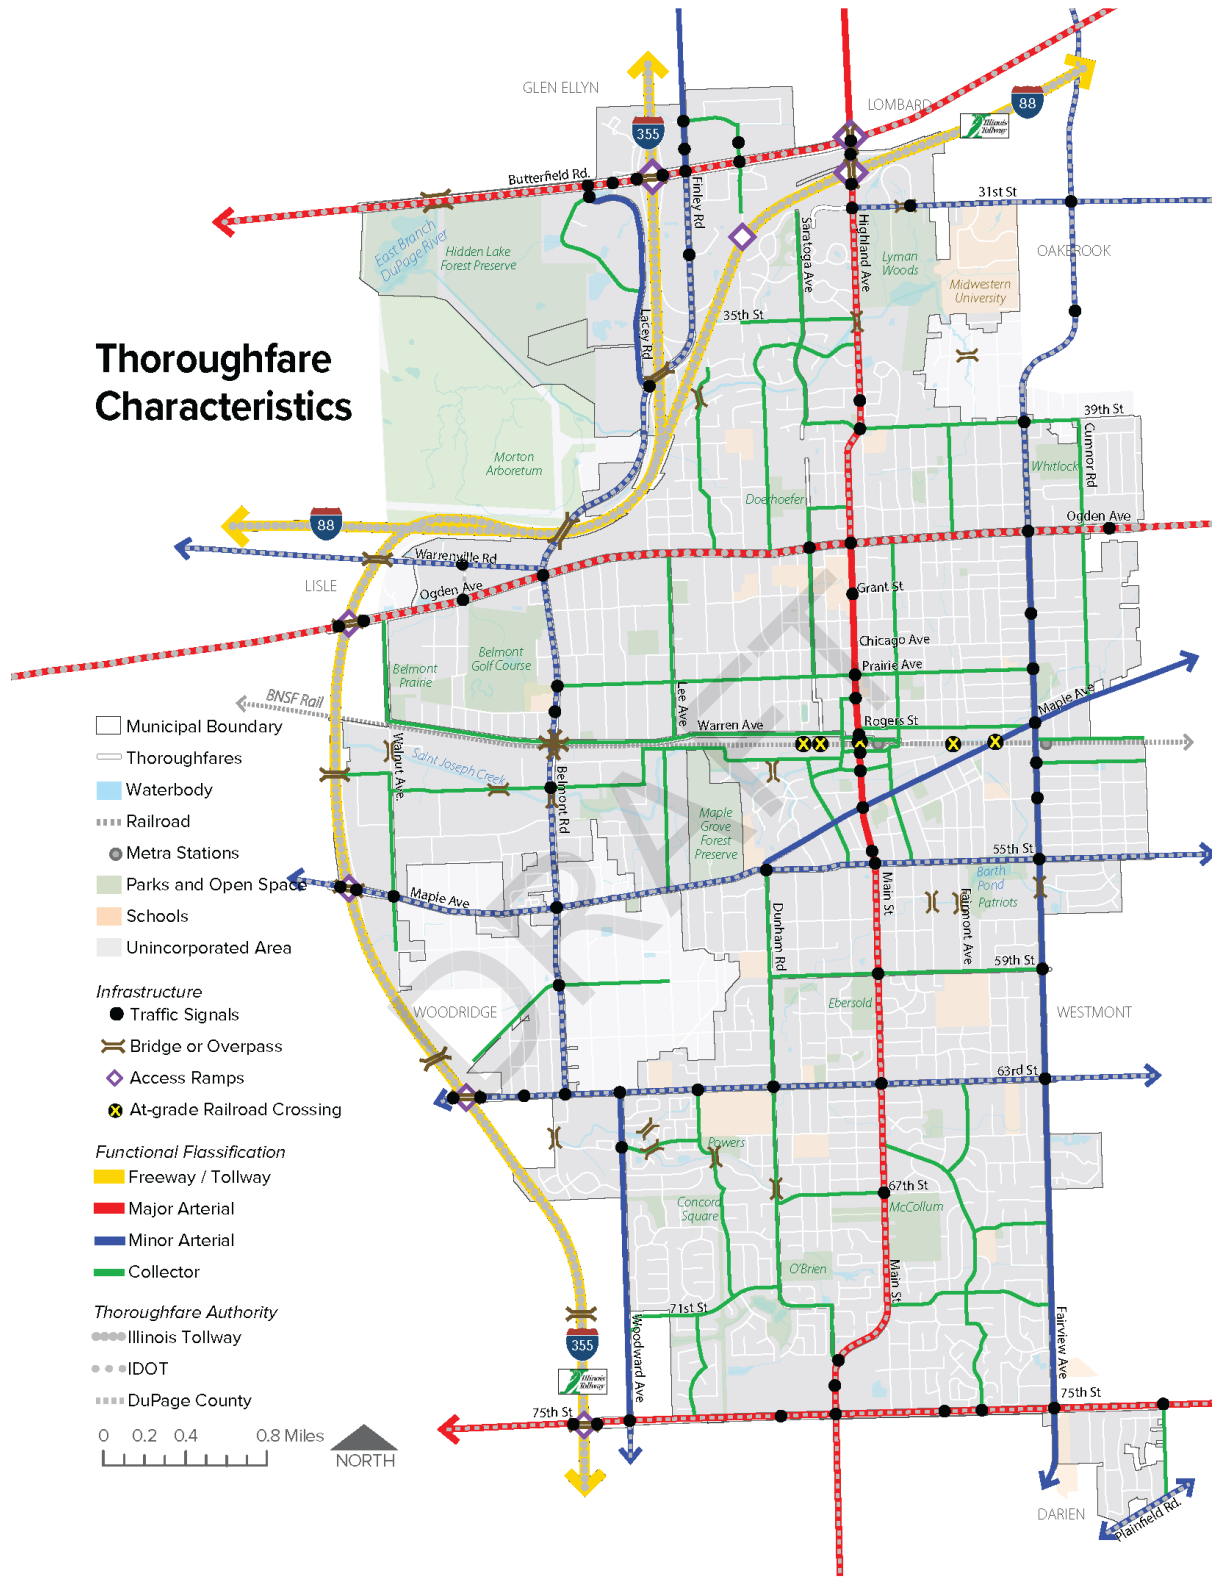 GLEN ELLYN
LOMBARD
88
Illinois
Tollway
355
Butterfield Rd.
Finley Rd
31st St
East Branch
DuPage River
Hidden Lake
Forest Preserve
Saratoga Ave
Highland Ave
Lyman
Woods
OAKBROOK
Midwestern
University
Lacey Rd
35th St
Thoroughfare
Characteristics
39th St
Cumnor Rd
Morton
Arboretum
Whitlock
Doerhoefer
Ogden Ave
88
Warrenville Rd
LISLE
Ogden Ave
Grant St
Chicago Ave
Belmont
Golf Course
Belmont
Prairie
Prairie Ave
Lee Ave
Maple Ave
BNSF Rail
Warren Ave
Rogers St
Walnut Ave.
Saint Joseph Creek
Belmont Rd
Maple
Grove
Forest
Preserve
55th St
Maple Ave
Main St
Barth
Pond
Patriots
Fairmont Ave
Dunham Rd
59th St
Ebersold
WOODRIDGE
WESTMONT
DRAFT
63rd St
Powers
67th St
McCollum
Concord
Square
O'Brien
Main St
71st St
Woodward Ave
Fairview Ave
355
Illinois
Tollway
75th St
75th St
DARIEN
Plainfield Rd.
Municipal Boundary
Thoroughfares
Waterbody
Railroad
Metra Stations
Parks and Open Space
Schools
Unincorporated Area
Infrastructure
Traffic Signals
Bridge or Overpass
Access Ramps
X At-grade Railroad Crossing
Functional Flassification
Freeway / Tollway
Major Arterial
Minor Arterial
Collector
Thoroughfare Authority
Illinois Tollway
IDOT
DuPage County
0 0.2 0.4 0.8 Miles
NORTH